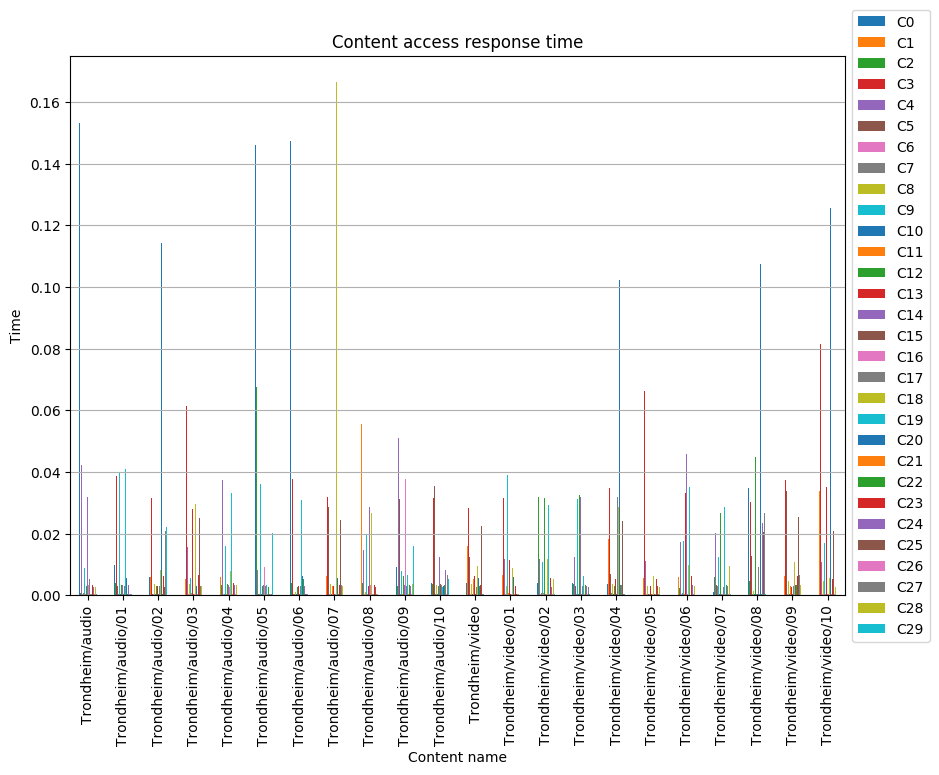 Content access response time
Time
0.16
0.14
0.12
0.10
0.08
0.06
0.04
0.02
0.00
Trondheim/audio
Trondheim/audio/01
Trondheim/audio/02
Trondheim/audio/03
Trondheim/audio/04
Trondheim/audio/05
Trondheim/audio/06
Trondheim/audio/07
Trondheim/audio/08
Trondheim/audio/09
Trondheim/audio/10
Trondheim/video
Trondheim/video/01
Trondheim/video/02
Trondheim/video/03
Trondheim/video/04
Trondheim/video/05
Trondheim/video/06
Trondheim/video/07
Trondheim/video/08
Trondheim/video/09
Trondheim/video/10
Content name
C0
C1
C2
C3
C4
C5
C6
C7
C8
C9
C10
C11
C12
C13
C14
C15
C16
C17
C18
C19
C20
C21
C22
C23
C24
C25
C26
C27
C28
C29